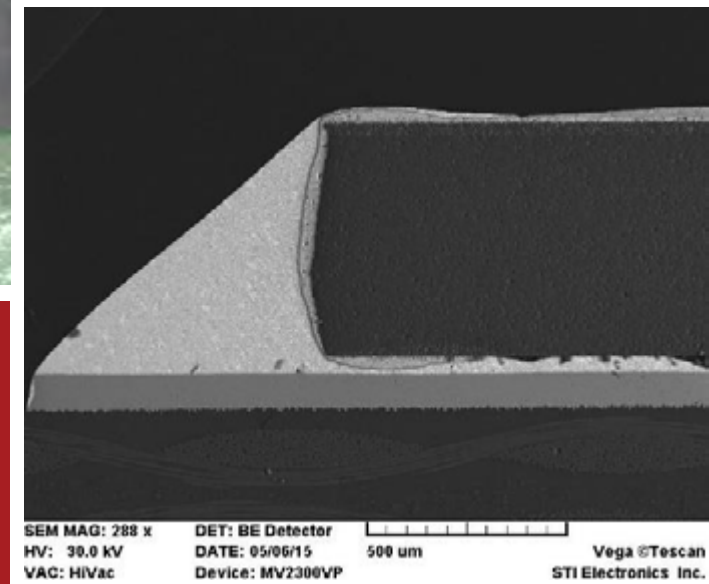 SEM MAG: 288 x DET: BE Detector
HV: 30.0 kV DATE: 05/06/15 500 um Vega ©Tescan
VAC: HiVac Device: MV2300VP STI Electronics Inc.